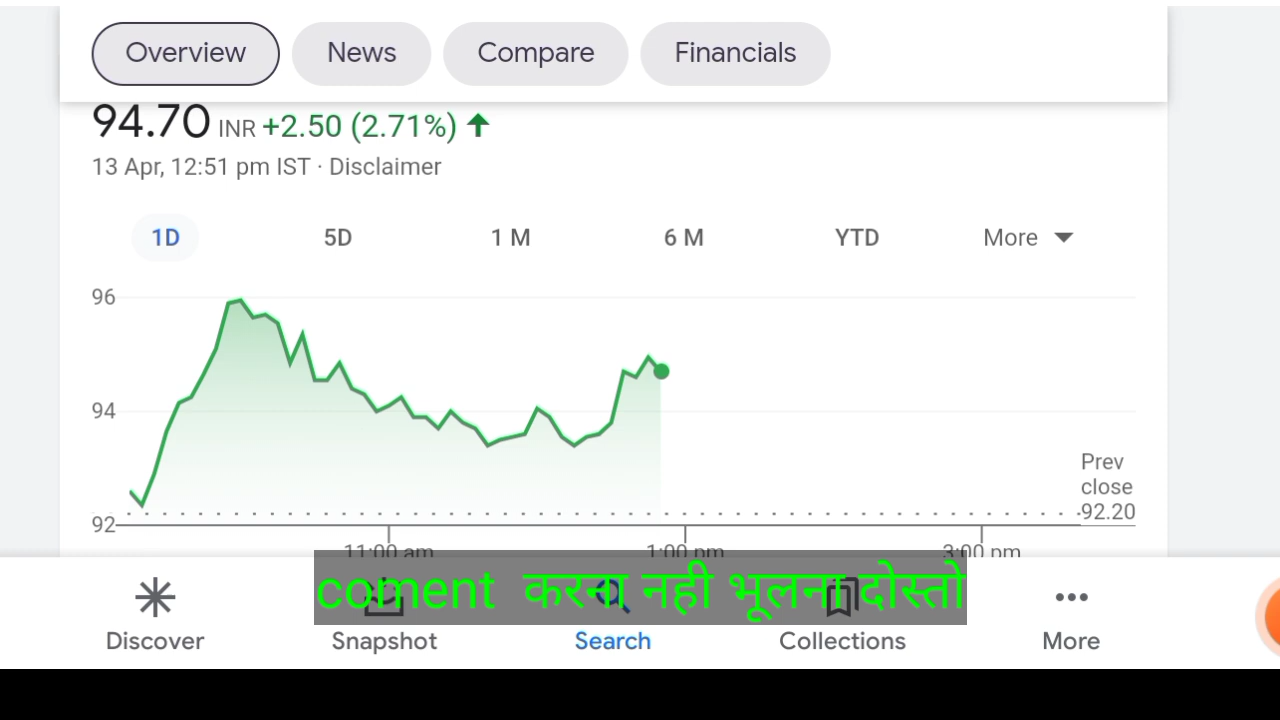 Overview News Compare Financials
94.70 INR +2.50 (2.71%)
13 Apr, 12:51 pm IST · Disclaimer
1D 5D 1 M 6 M YTD More
96
94
Prev
close
92.20
92
11:00 am 1:00 pm 3:00 pm
coment करना नही भूलना दोस्तो
Discover Snapshot Search Collections More